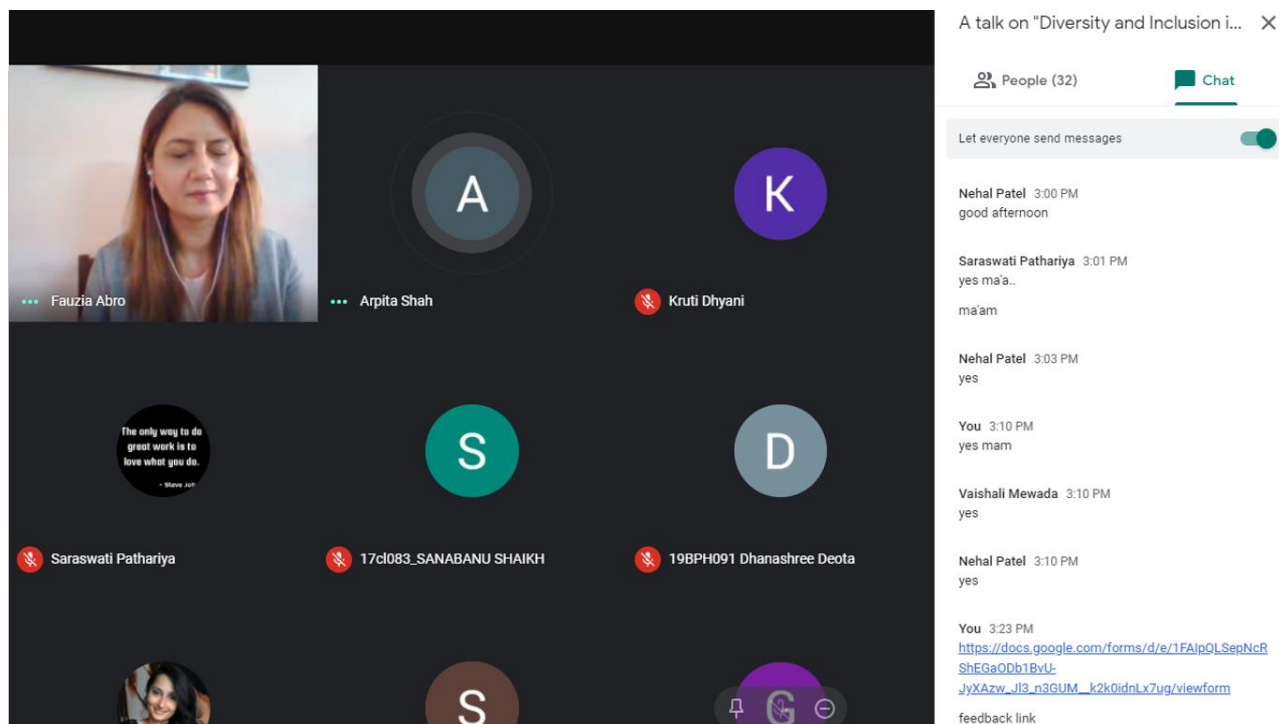 A talk on "Diversity and Inclusion i...
People (32)
Chat
Let everyone send messages
Nehal Patel 3:00 PM
good afternoon
Saraswati Pathariya 3:01 PM
yes ma'a..
ma'am
Nehal Patel 3:03 PM
yes
You 3:10 PM
yes mam
Vaishali Mewada 3:10 PM
yes
Nehal Patel 3:10 PM
yes
You 3:23 PM
https://docs.google.com/forms/d/e/1FAIpQLSepNcR
ShEGaODb1BvU-
JyXAzw_Jl3_n3GUM__k2k0idnLx7ug/viewform
feedback link
A
K
Fauzia Abro
Arpita Shah
Kruti Dhyani
The only way to do
great work is to
love what you do.
- Steve Job
S
D
Saraswati Pathariya
17cl083_SANABANU SHAIKH
19BPH091 Dhanashree Deota
S
G